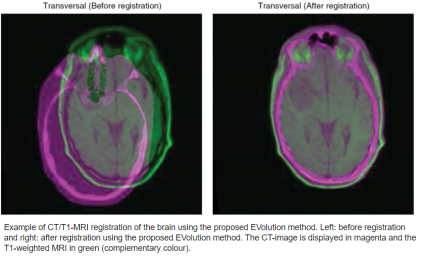 Transversal (Before registration)
Transversal (After registration)
Example of CT/T1-MRI registration of the brain using the proposed EVolution method. Left: before registration
and right: after registration using the proposed EVolution method. The CT-image is displayed in magenta and the
T1-weighted MRI in green (complementary colour).